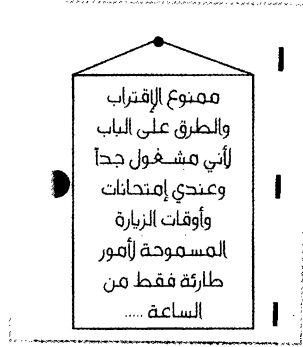 ممنوع الإقتراب
والطرق على الباب
لأني مشغول جداً
وعندي إمتحانات
وأوقات الزيارة
المسموحة لأمور
طارئة فقط من
الساعة .....